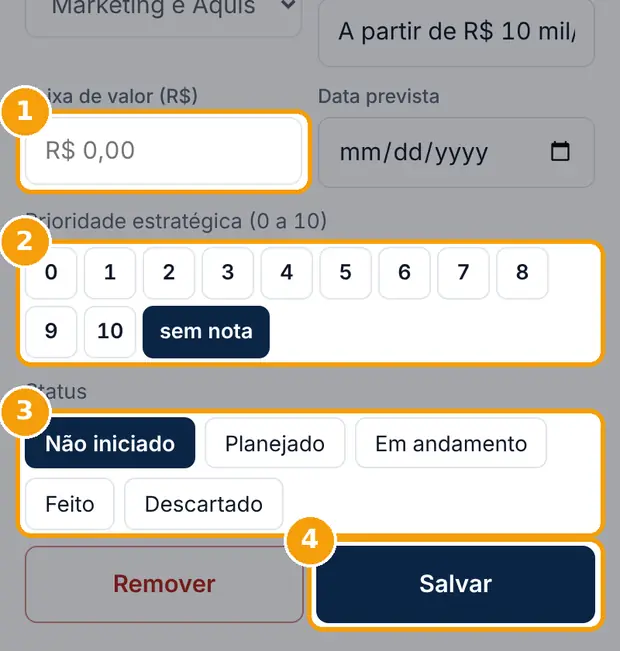 Marketing e Aquis
A partir de R$ 10 mil/
1
ixa de valor (R$)
Data prevista
R$ 0,00
mm/dd/yyyy
2
Prioridade estratégica (0 a 10)
0 1 2 3 4 5 6 7 8
9 10 sem nota
3
Status
Não iniciado Planejado Em andamento
Feito Descartado
4
Remover Salvar